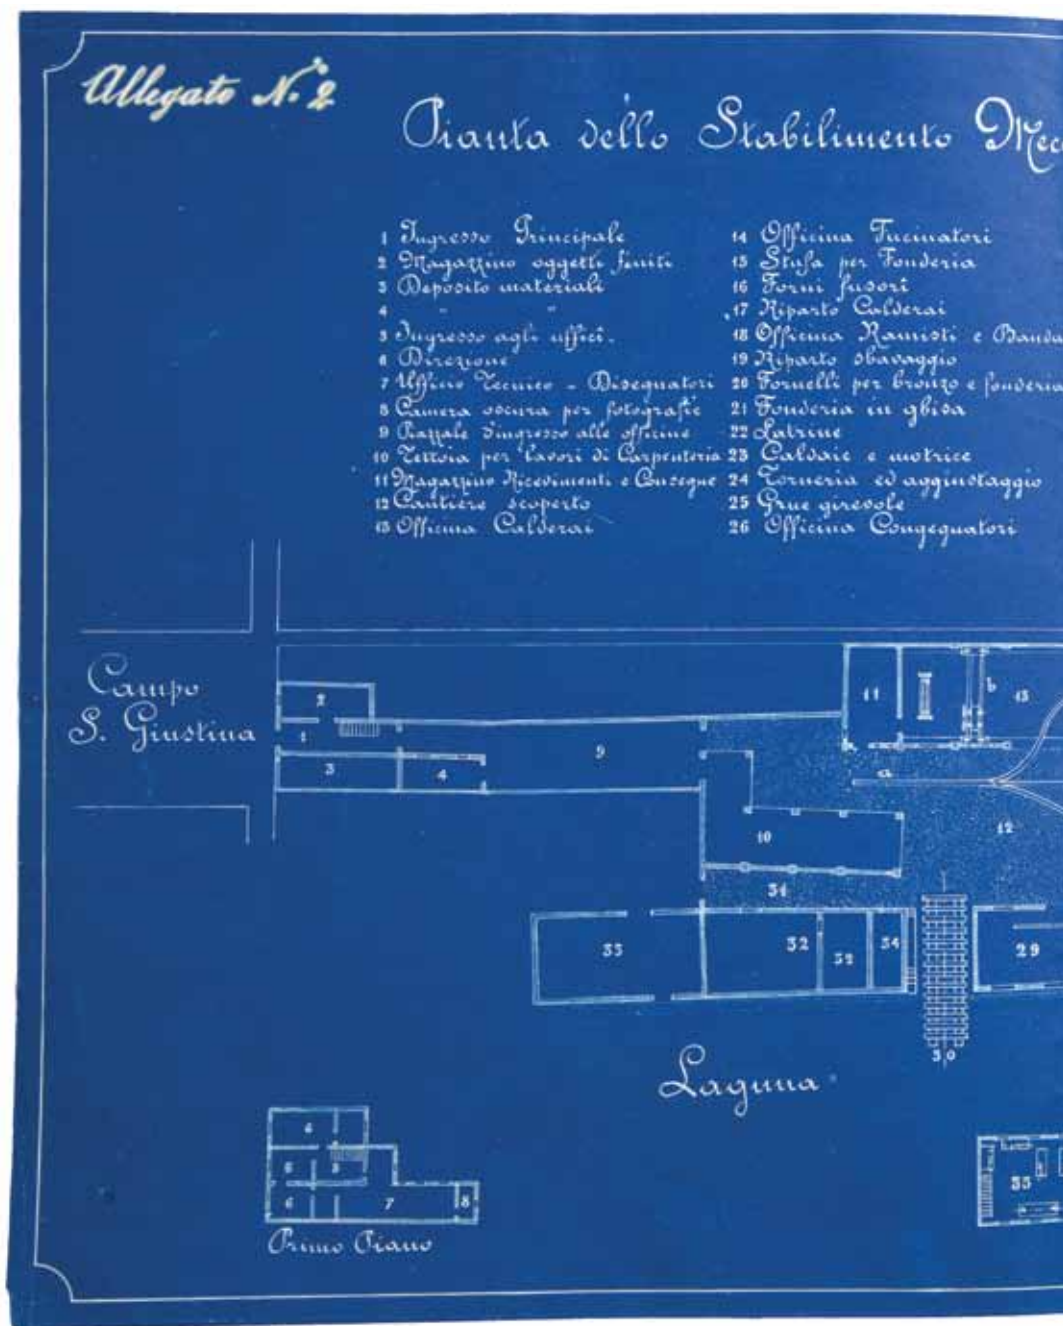 Allegato N. 2
Pianta dello Stabilimento Mecc
1 Ingresso Principale
2 Magazzino oggetti finiti
3 Deposito materiali
4 " "
5 Ingresso agli ufficî.
6 Direzione
7 Ufficio Tecnico - Disegnatori
8 Camera oscura per fotografie
9 Piazzale d'ingresso alle officine
10 Tettoia per lavori di Carpenteria
11 Magazzino Ricevimenti e Consegne
12 Cantiere scoperto
13 Officina Calderai
14 Officina Fucinatori
15 Stufa per Fonderia
16 Forni fusorî
17 Riparto Calderai
18 Officina Ramisti e Banda
19 Riparto sbavaggio
20 Fornelli per bronzo e fonderia
21 Fonderia in ghisa
22 Latrine
23 Caldaie e motrice
24 Torneria ed aggiustaggio
25 Grue girevole
26 Officina Congegnatori
Campo
S. Giustina
2
1
3
4
9
11
b
13
a
10
12
31
33
32
32
34
29
30
Laguna
6
6
5
6
7
8
Primo Piano
35